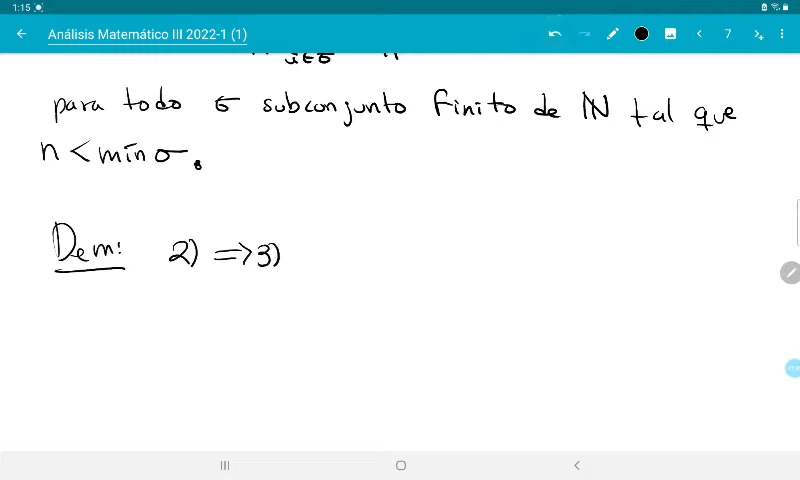 1:15
Análisis Matemático III 2022-1 (1)
7
j∈σ
para todo σ subconjunto finito de ℕ tal que
n < mín σ.
Dem: 2) => 3)